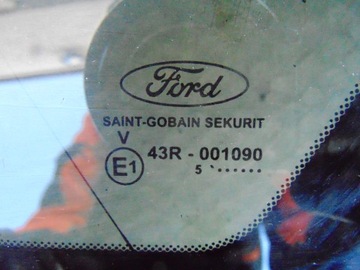 Ford
SAINT-GOBAIN SEKURIT
V
E1 43R - 001090
5 '••••••